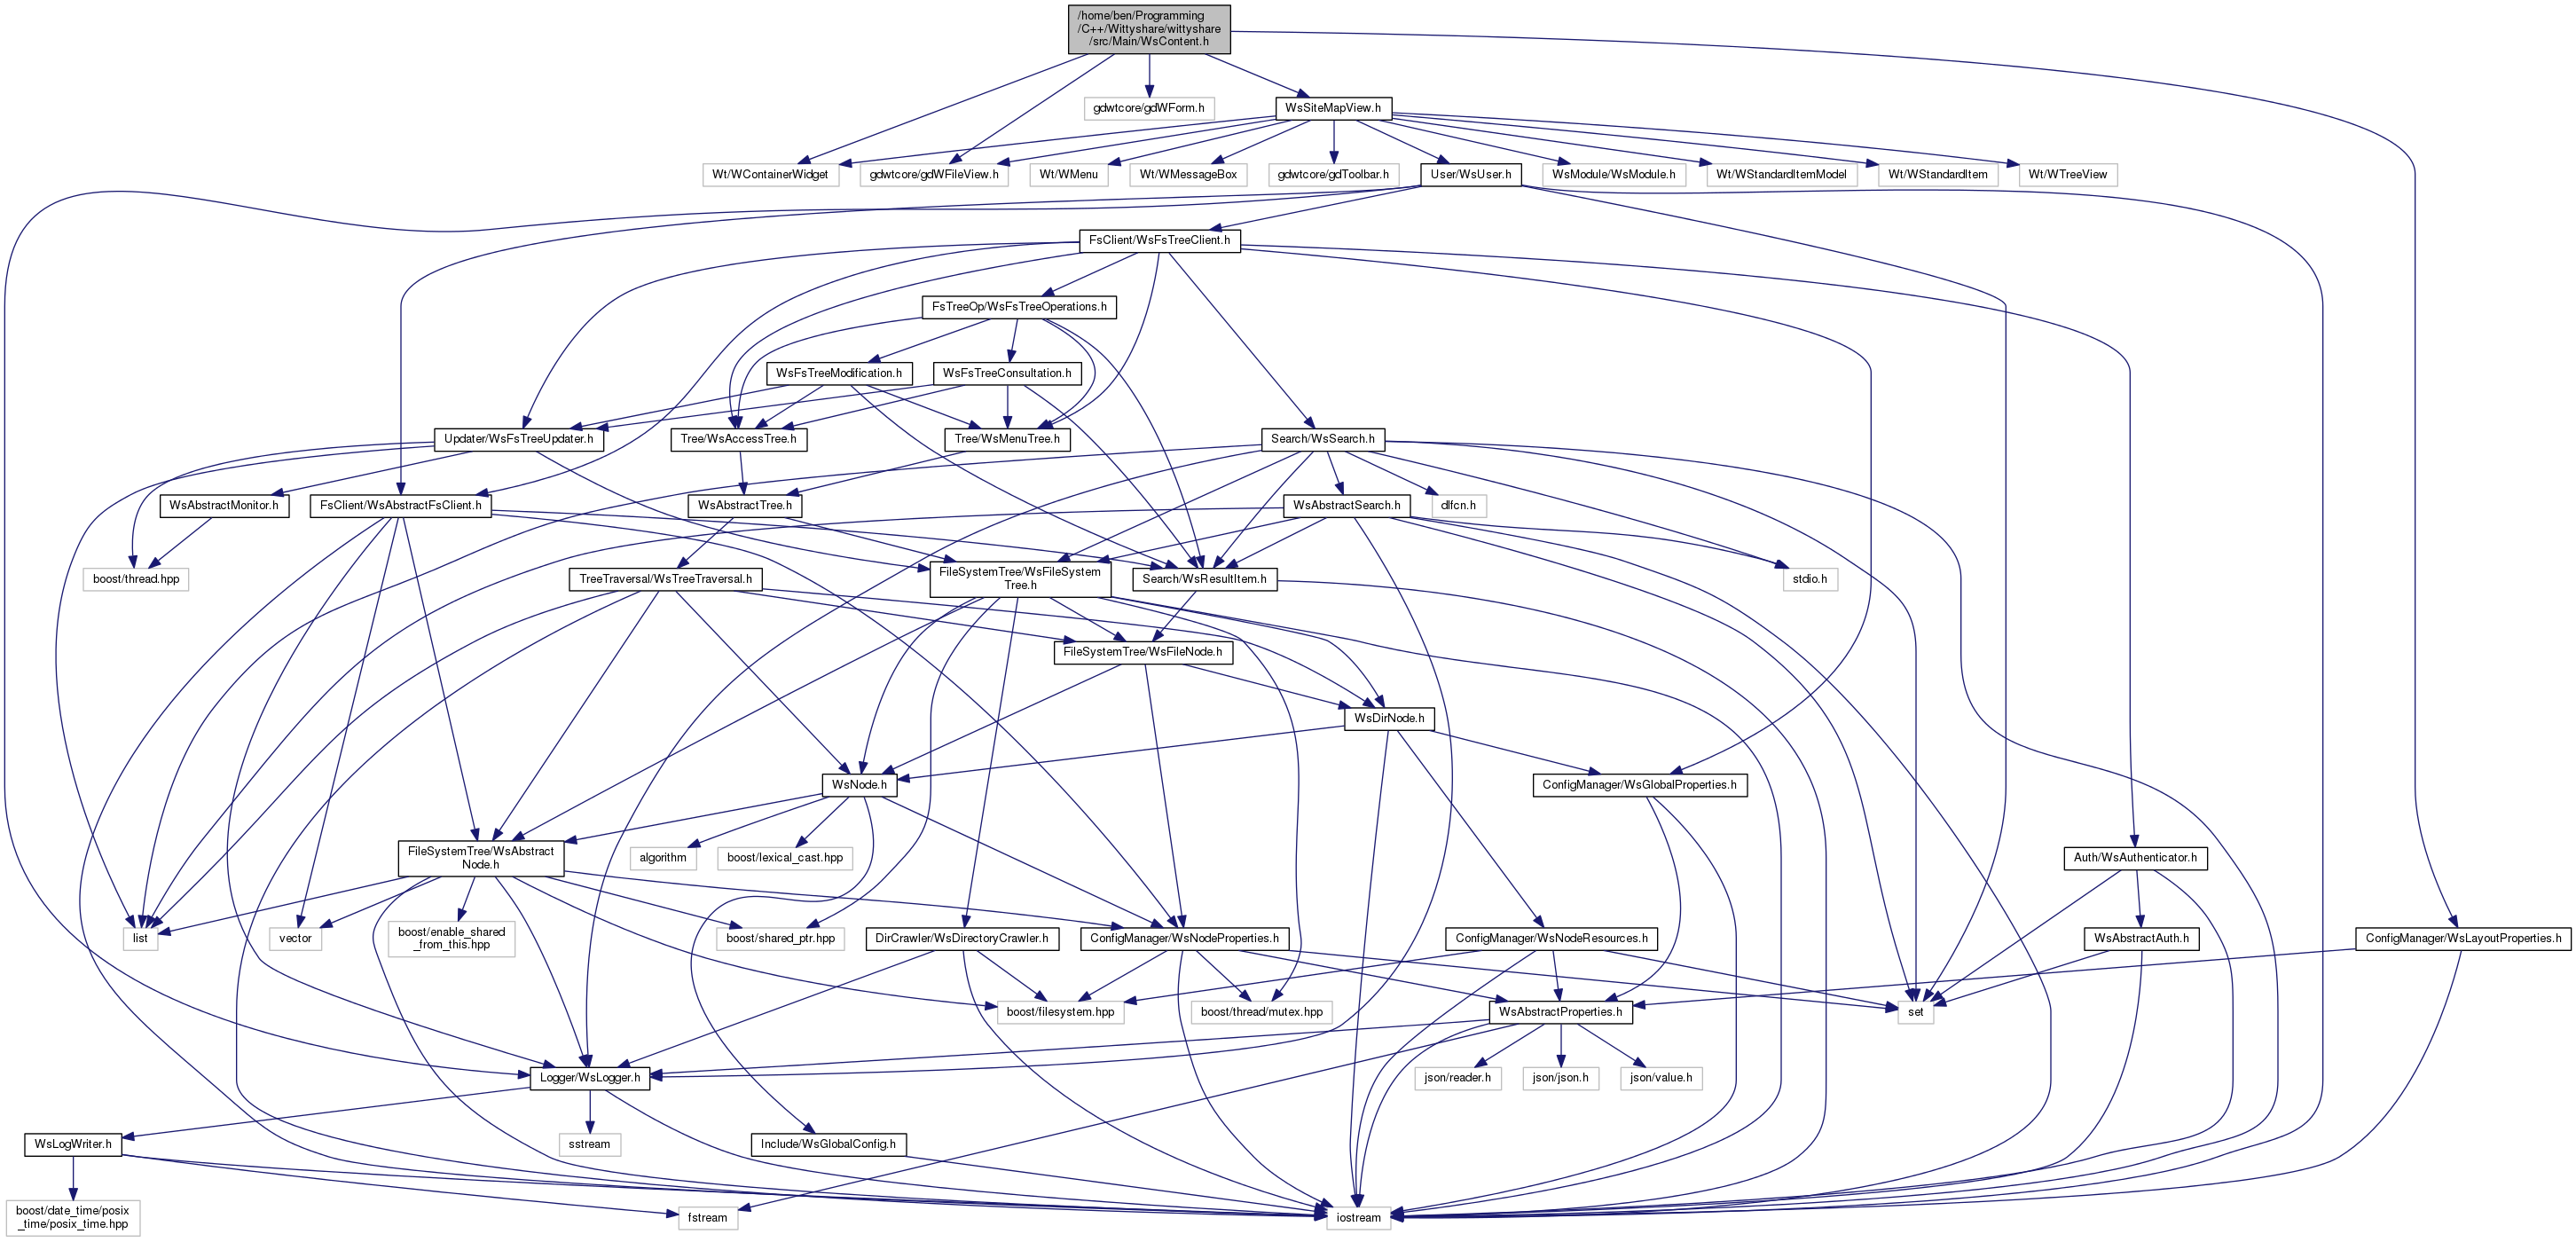 /home/ben/Programming
/C++/Wittyshare/wittyshare
/src/Main/WsContent.h
gdwtcore/gdWForm.h
WsSiteMapView.h
Wt/WContainerWidget
gdwtcore/gdWFileView.h
Wt/WMenu
Wt/WMessageBox
gdwtcore/gdToolbar.h
User/WsUser.h
WsModule/WsModule.h
Wt/WStandardItemModel
Wt/WStandardItem
Wt/WTreeView
FsClient/WsFsTreeClient.h
FsTreeOp/WsFsTreeOperations.h
WsFsTreeModification.h
WsFsTreeConsultation.h
Updater/WsFsTreeUpdater.h
Tree/WsAccessTree.h
Tree/WsMenuTree.h
Search/WsSearch.h
WsAbstractMonitor.h
FsClient/WsAbstractFsClient.h
WsAbstractTree.h
WsAbstractSearch.h
dlfcn.h
boost/thread.hpp
TreeTraversal/WsTreeTraversal.h
FileSystemTree/WsFileSystem
Tree.h
Search/WsResultItem.h
stdio.h
FileSystemTree/WsFileNode.h
WsDirNode.h
WsNode.h
ConfigManager/WsGlobalProperties.h
FileSystemTree/WsAbstract
Node.h
algorithm
boost/lexical_cast.hpp
Auth/WsAuthenticator.h
list
vector
boost/enable_shared
_from_this.hpp
boost/shared_ptr.hpp
DirCrawler/WsDirectoryCrawler.h
ConfigManager/WsNodeProperties.h
ConfigManager/WsNodeResources.h
WsAbstractAuth.h
ConfigManager/WsLayoutProperties.h
boost/filesystem.hpp
boost/thread/mutex.hpp
WsAbstractProperties.h
set
Logger/WsLogger.h
json/reader.h
json/json.h
json/value.h
WsLogWriter.h
sstream
Include/WsGlobalConfig.h
boost/date_time/posix
_time/posix_time.hpp
fstream
iostream